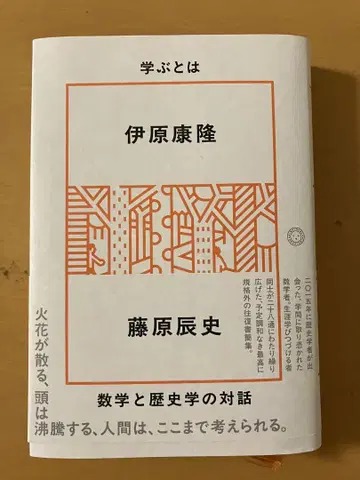 学ぶとは
伊原康隆
藤原辰史
数学と歴史学の対話
二〇一五年に歴史学者が出
会った、学問に取り憑かれた
数学者。生涯学びつづける者
同士が二十八通にわたり繰り
広げた、予定調和なき最高に
規格外の往復書簡集。
火花が散る、頭は
沸騰する、人間は、ここまで考えられる。